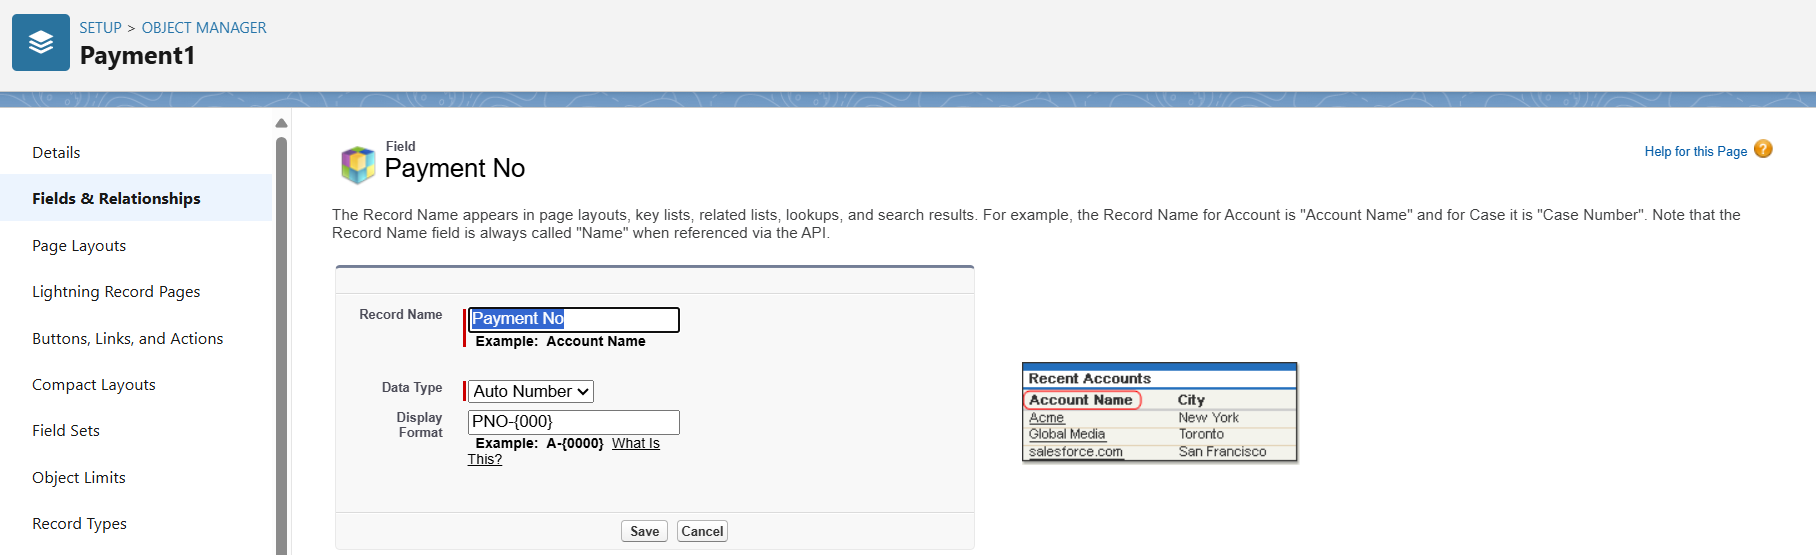 SETUP > OBJECT MANAGER
Payment1
Details
Fields & Relationships
Page Layouts
Lightning Record Pages
Buttons, Links, and Actions
Compact Layouts
Field Sets
Object Limits
Record Types
Field
Payment No
Help for this Page ?
The Record Name appears in page layouts, key lists, related lists, lookups, and search results. For example, the Record Name for Account is "Account Name" and for Case it is "Case Number". Note that the
Record Name field is always called "Name" when referenced via the API.
Record Name Payment No
Example: Account Name
Data Type Auto Number
Display
Format
PNO-{000}
Example: A-{0000} What Is
This?
Save Cancel
Recent Accounts
Account Name City
Acme New York
Global Media Toronto
salesforce.com San Francisco